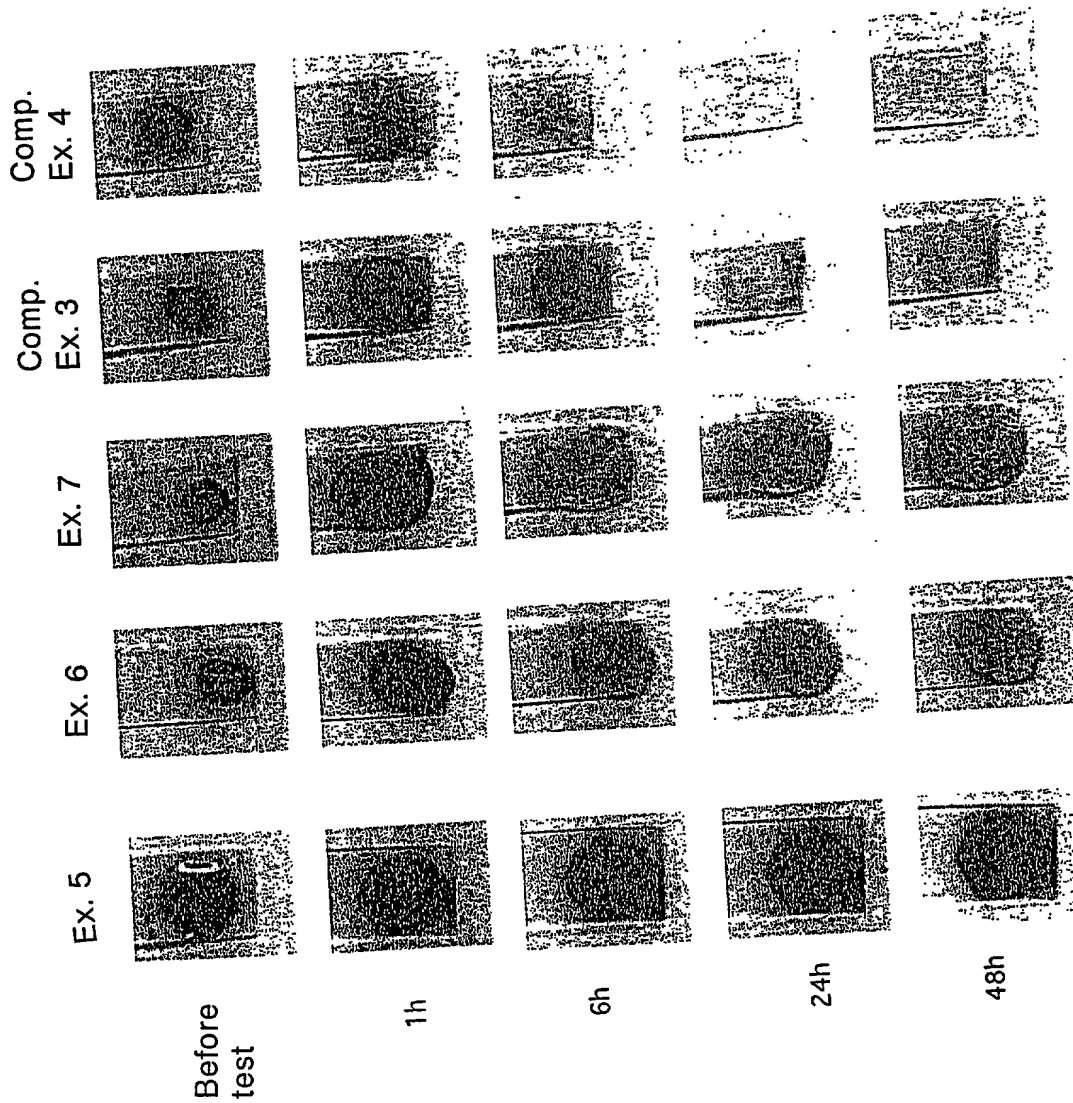 Ex. 5
Ex. 6
Ex. 7
Comp.
Ex. 3
Comp.
Ex. 4
Before
test
1h
6h
24h
48h